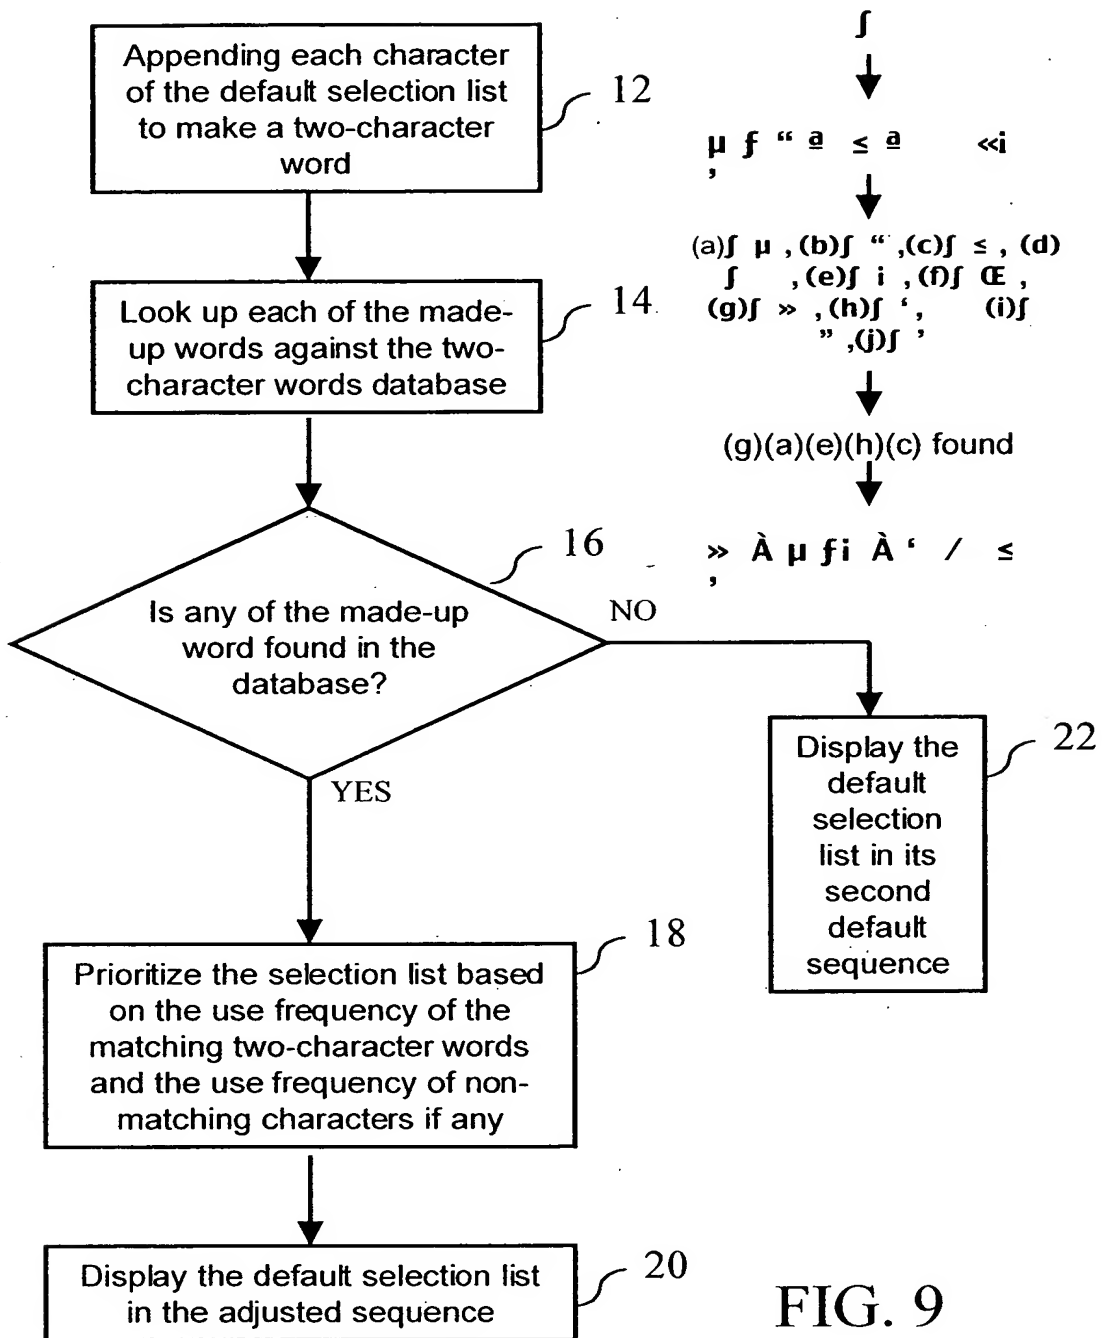 Appending each character
of the default selection list
to make a two-character
word
12
Look up each of the made-
up words against the two-
character words database
14
Is any of the made-up
word found in the
database?
16
NO
YES
Display the
default
selection
list in its
second
default
sequence
22
Prioritize the selection list based
on the use frequency of the
matching two-character words
and the use frequency of non-
matching characters if any
18
Display the default selection list
in the adjusted sequence
20
∫
µ ƒ “ ª ≤ ª «i
,
(a)∫ µ ,(b)∫ “ ,(c)∫ ≤ , (d)
∫ ,(e)∫ i ,(f)∫ Œ ,
(g)∫ » ,(h)∫ ‘, (i)∫
” ,(j)∫ ’
(g)(a)(e)(h)(c) found
» À µ ƒi À ‘ / ≤
,
FIG. 9